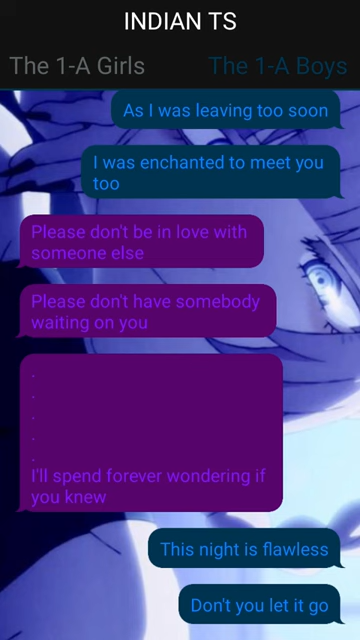 INDIAN TS
The 1-A Girls
The 1-A Boys
As I was leaving too soon
I was enchanted to meet you
too
Please don't be in love with
someone else
Please don't have somebody
waiting on you
.
.
.
.
.
I'll spend forever wondering if
you knew
This night is flawless
Don't you let it go